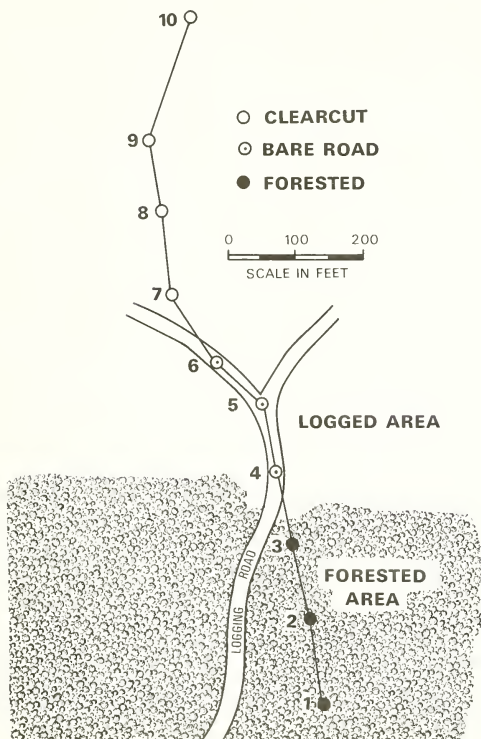 10
CLEARCUT
BARE ROAD
9
FORESTED
8
0 100 200
SCALE IN FEET
7
6
5
LOGGED AREA
4
3
LOGGING ROAD
FORESTED
AREA
2
1